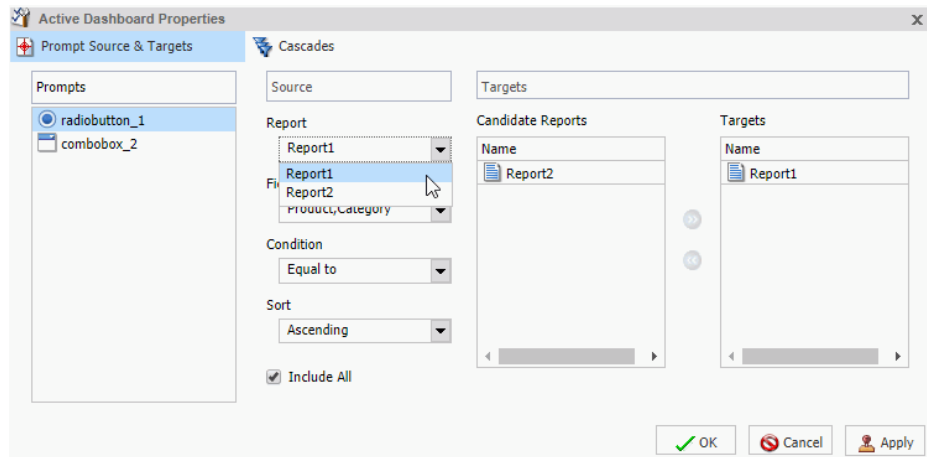 Active Dashboard Properties
x
Prompt Source & Targets
Cascades
Prompts
radiobutton_1
combobox_2
Source
Report
Report1
Report1
Report2
Product,Category
Condition
Equal to
Sort
Ascending
Include All
Targets
Candidate Reports
Name
Report2
Targets
Name
Report1
OK
Cancel
Apply